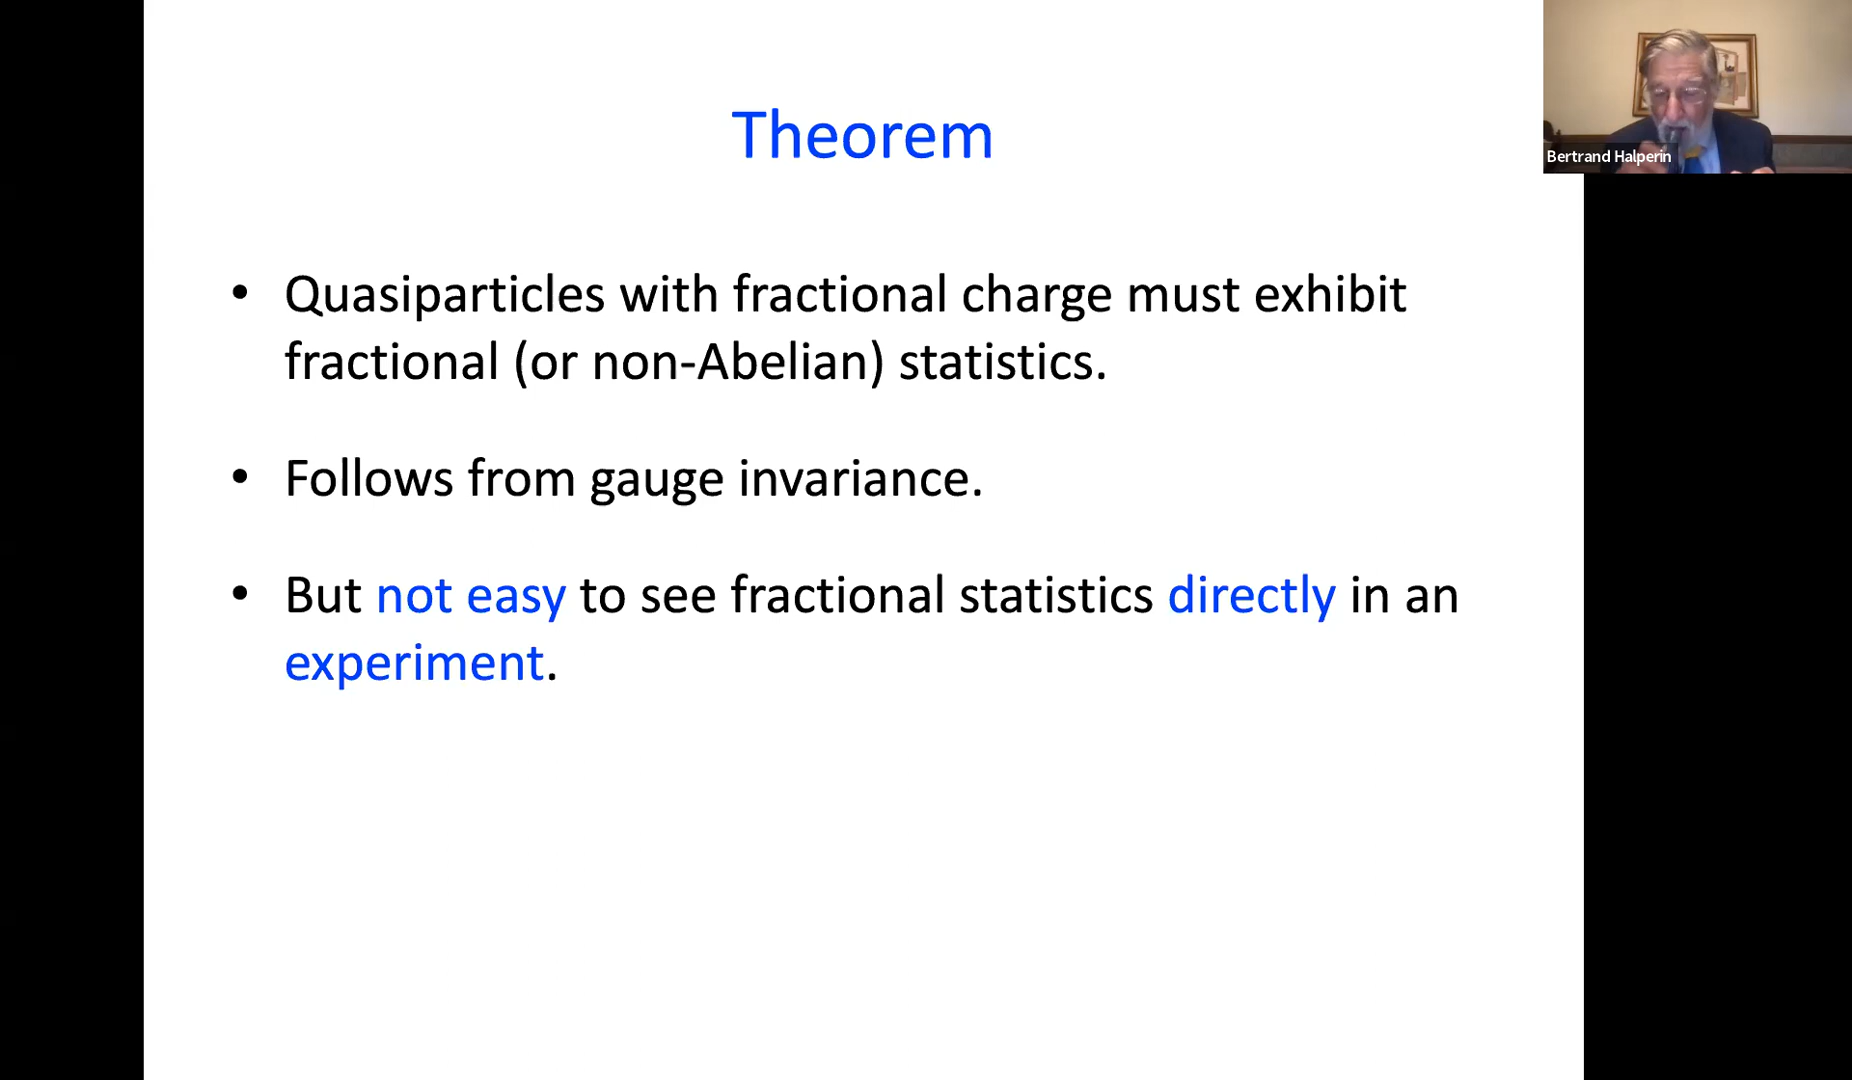 Theorem
Bertrand Halperin
• Quasiparticles with fractional charge must exhibit
fractional (or non-Abelian) statistics.
• Follows from gauge invariance.
• But not easy to see fractional statistics directly in an
experiment.